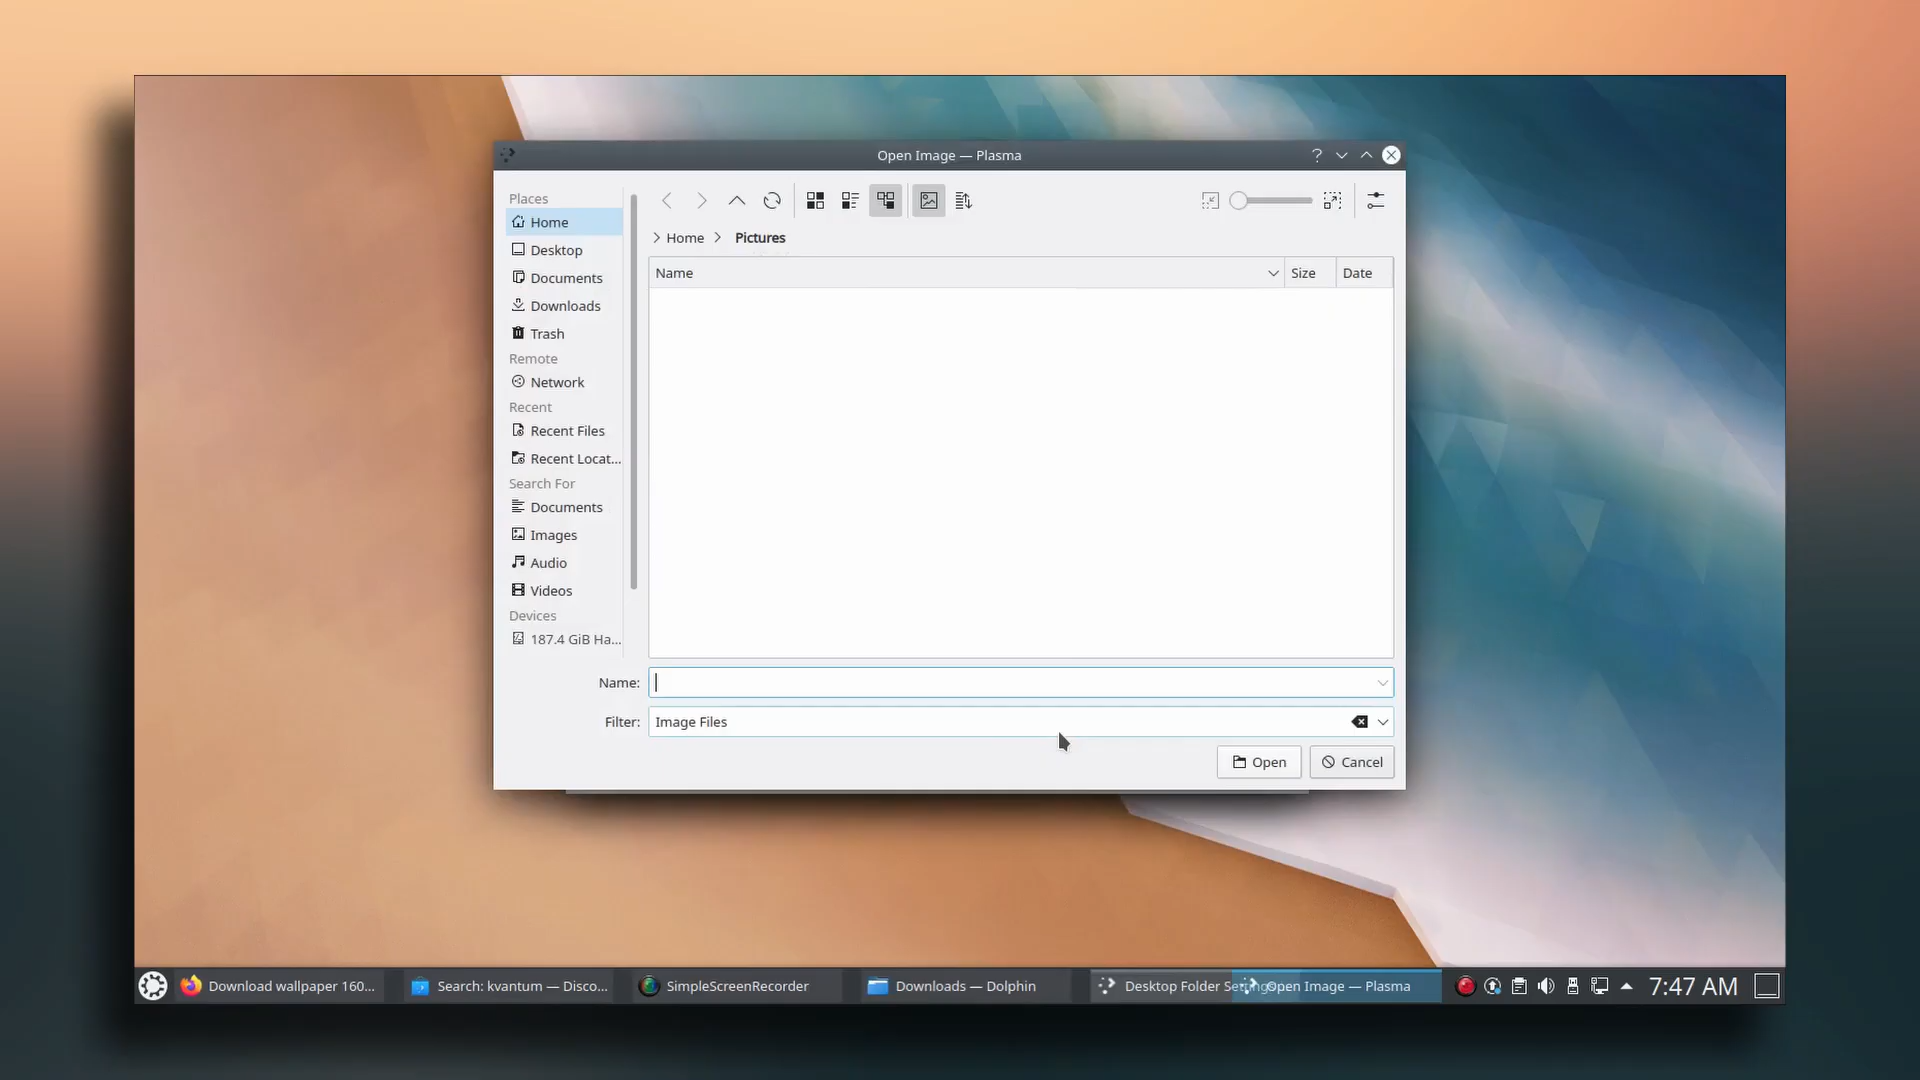 Open Image — Plasma
Places
Home
Desktop
Documents
Downloads
Trash
Remote
Network
Recent
Recent Files
Recent Locat...
Search For
Documents
Images
Audio
Videos
Devices
187.4 GiB Ha...
Home
Pictures
Name
Size
Date
Name:
Filter:
Image Files
Open
Cancel
Download wallpaper 160...
Search: kvantum — Disco...
SimpleScreenRecorder
Downloads — Dolphin
Desktop Folder
Open Image — Plasma
7:47 AM